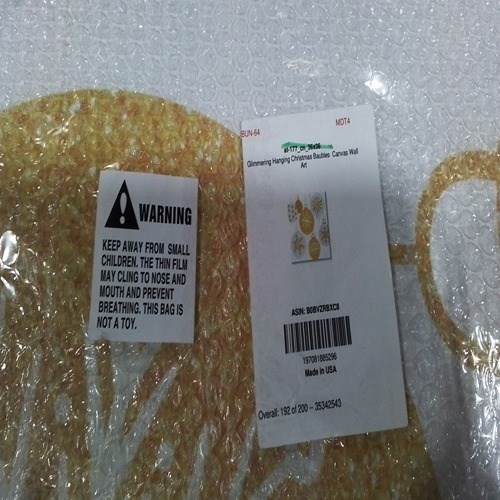 WARNING
KEEP AWAY FROM SMALL
CHILDREN. THE THIN FILM
MAY CLING TO NOSE AND
MOUTH AND PREVENT
BREATHING. THIS BAG IS
NOT A TOY.
BUN-64
MDT4
Glimmering Hanging Christmas Baubles Canvas Wall
Art
ASIN: B0BVZRBXC8
Y97081885296
Made in USA
Overall: 192 of 200 - 35342543